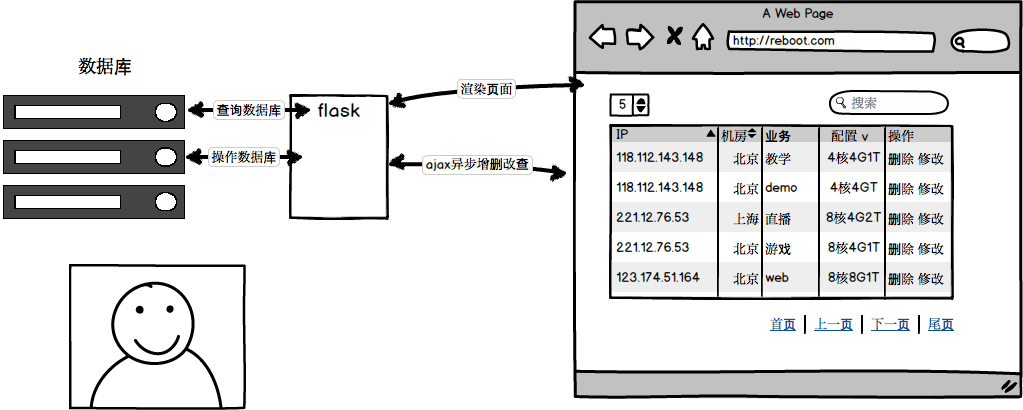 A Web Page
http://reboot.com
数据库
查询数据库
操作数据库
flask
渲染页面
ajax异步增删改查
5
搜索
IP 机房 业务 配置 v 操作
118.112.143.148 北京 教学 4核4G1T 删除 修改
118.112.143.148 北京 demo 4核4GT 删除 修改
221.12.76.53 上海 直播 8核4G2T 删除 修改
221.12.76.53 北京 游戏 8核4G1T 删除 修改
123.174.51.164 北京 web 8核8G1T 删除 修改
首页 上一页 下一页 尾页